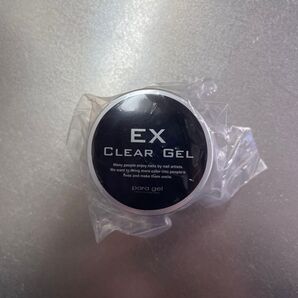 EX
CLEAR GEL
Many people enjoy nails by nail artists.
We want to bring more color into people's
lives and make them smile.
para gel